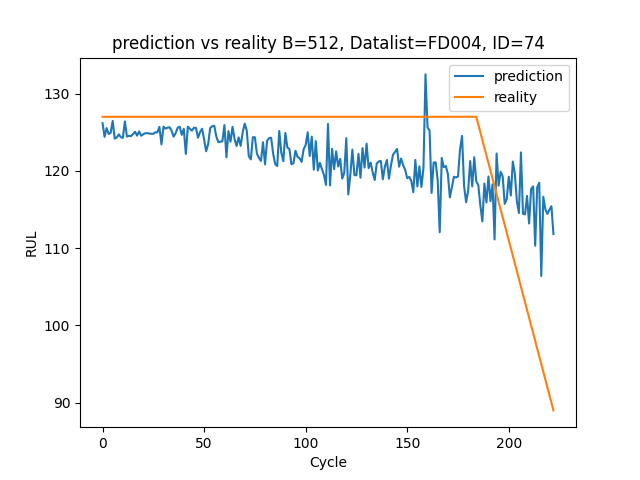 prediction vs reality B=512, Datalist=FD004, ID=74
prediction
reality
130
120
110
100
90
RUL
0 50 100 150 200
Cycle